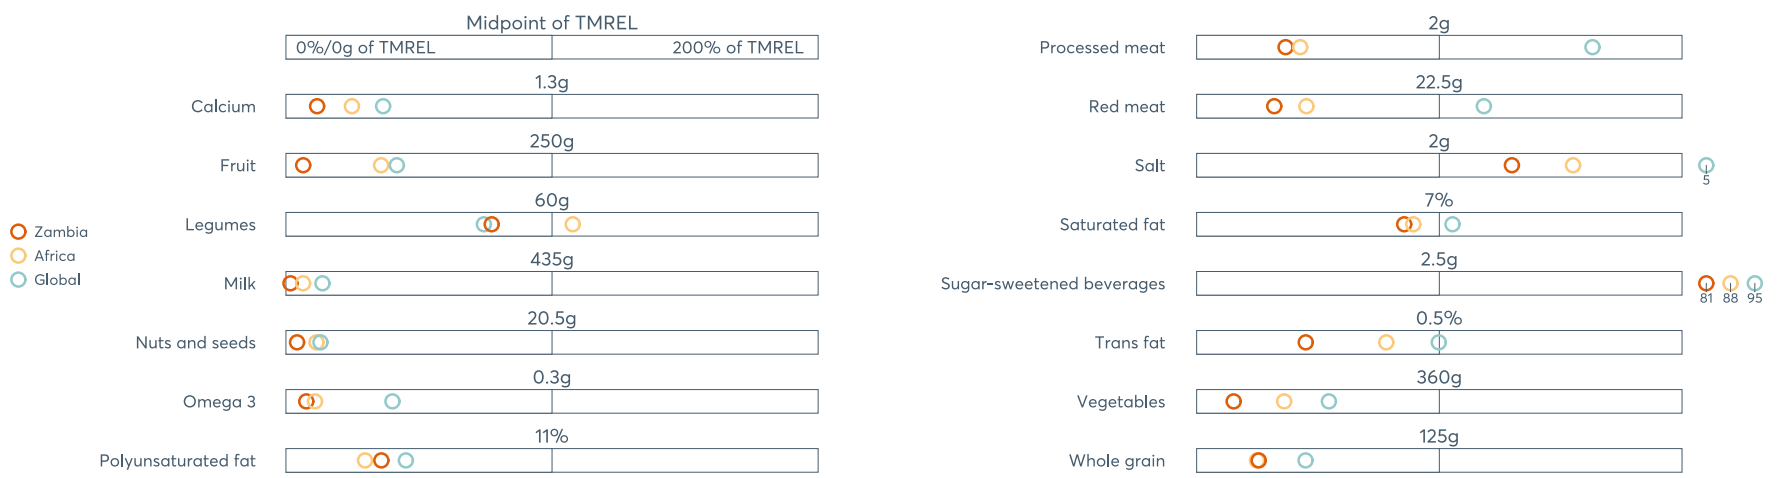 Midpoint of TMREL
0%/0g of TMREL 200% of TMREL
1.3g
Calcium
250g
Fruit
60g
Legumes
435g
Milk
20.5g
Nuts and seeds
0.3g
Omega 3
11%
Polyunsaturated fat
Zambia
Africa
Global
2g
Processed meat
22.5g
Red meat
2g
Salt
5
7%
Saturated fat
2.5g
Sugar-sweetened beverages
81 88 95
0.5%
Trans fat
360g
Vegetables
125g
Whole grain